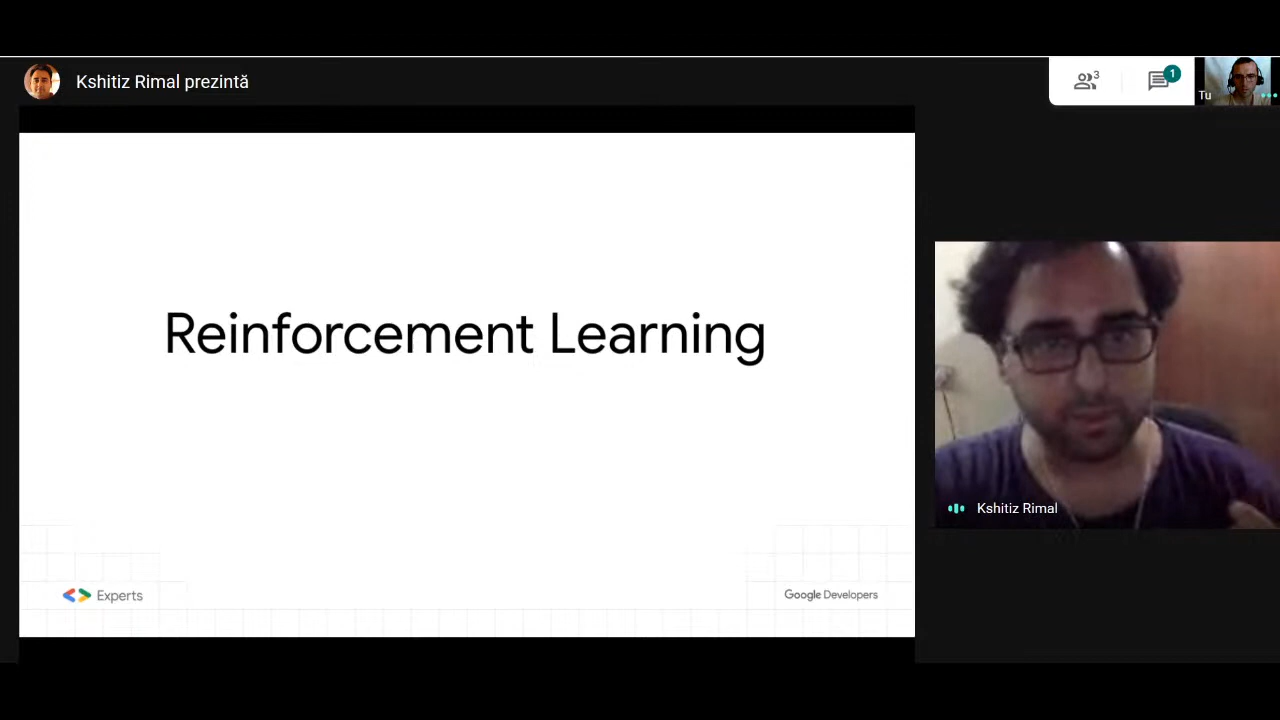 Kshitiz Rimal prezintă
3
1
Tu
Reinforcement Learning
Kshitiz Rimal
Experts
Google Developers